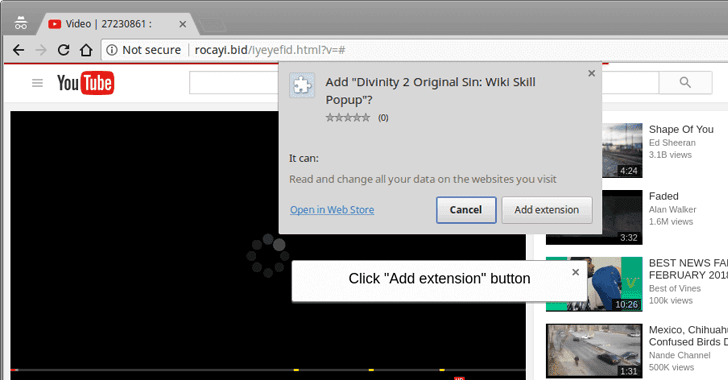 Video | 27230861 :
Not secure | rocayi.bid/iyeyefid.html?v=#
YouTube
Add "Divinity 2 Original Sin: Wiki Skill
Popup"?
(0)
It can:
Read and change all your data on the websites you visit
Open in Web Store
Cancel
Add extension
Click "Add extension" button
Shape Of You
Ed Sheeran
3.1B views
4:24
Faded
Alan Walker
1.6M views
3:32
BEST NEWS FA
FEBRUARY 2018
Best of Vines
100k views
10:26
Mexico, Chihuahu
Confused Birds D
Nande Channel
500K views
1:31